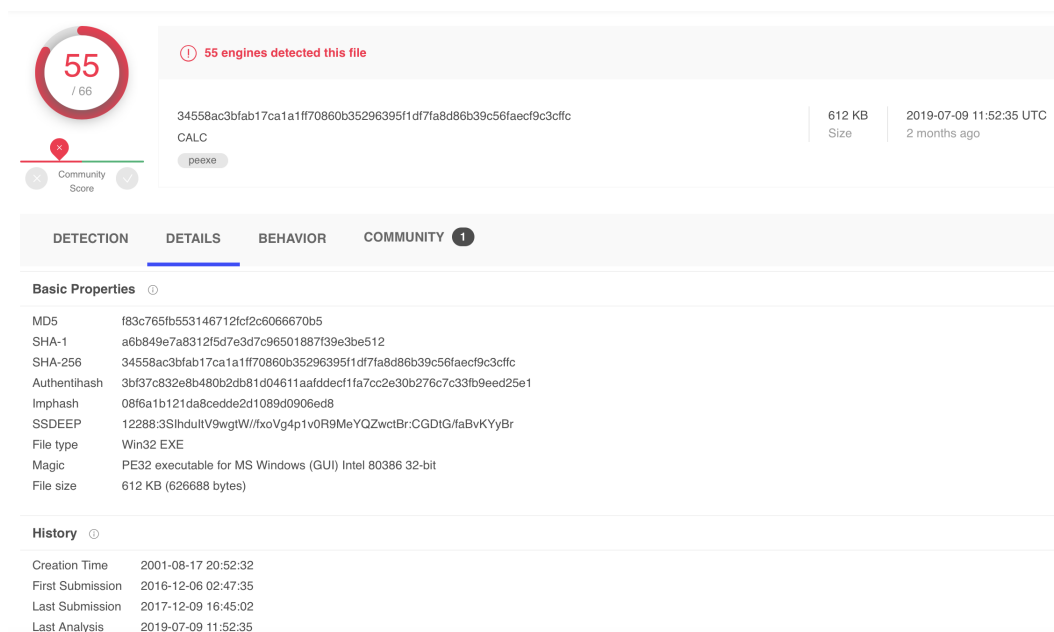 55
/ 66
55 engines detected this file
34558ac3bfab17ca1a1ff70860b35296395f1df7fa8d86b39c56faecf9c3cffc
CALC
peexe
612 KB
Size
2019-07-09 11:52:35 UTC
2 months ago
Community
Score
DETECTION DETAILS BEHAVIOR COMMUNITY 1
Basic Properties
MD5 f83c765fb553146712fcf2c6066670b5
SHA-1 a6b849e7a8312f5d7e3d7c96501887f39e3be512
SHA-256 34558ac3bfab17ca1a1ff70860b35296395f1df7fa8d86b39c56faecf9c3cffc
Authentihash 3bf37c832e8b480b2db81d04611aafddecf1fa7cc2e30b276c7c33fb9eed25e1
Imphash 08f6a1b121da8cedde2d1089d0906ed8
SSDEEP 12288:3SIhduItV9wgtW//fxoVg4p1v0R9MeYQZwctBr:CGDtG/faBvKYyBr
File type Win32 EXE
Magic PE32 executable for MS Windows (GUI) Intel 80386 32-bit
File size 612 KB (626688 bytes)
History
Creation Time 2001-08-17 20:52:32
First Submission 2016-12-06 02:47:35
Last Submission 2017-12-09 16:45:02
Last Analysis 2019-07-09 11:52:35